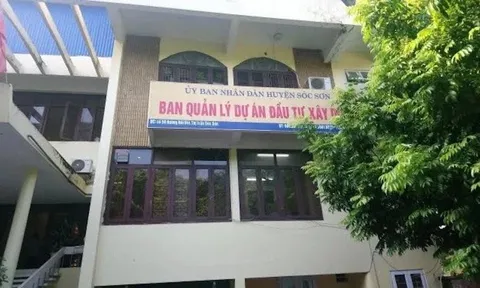 ỦY BAN NHÂN DÂN HUYỆN SÓC SƠN
BAN QUẢN LÝ DỰ ÁN ĐẦU TƯ XÂY D